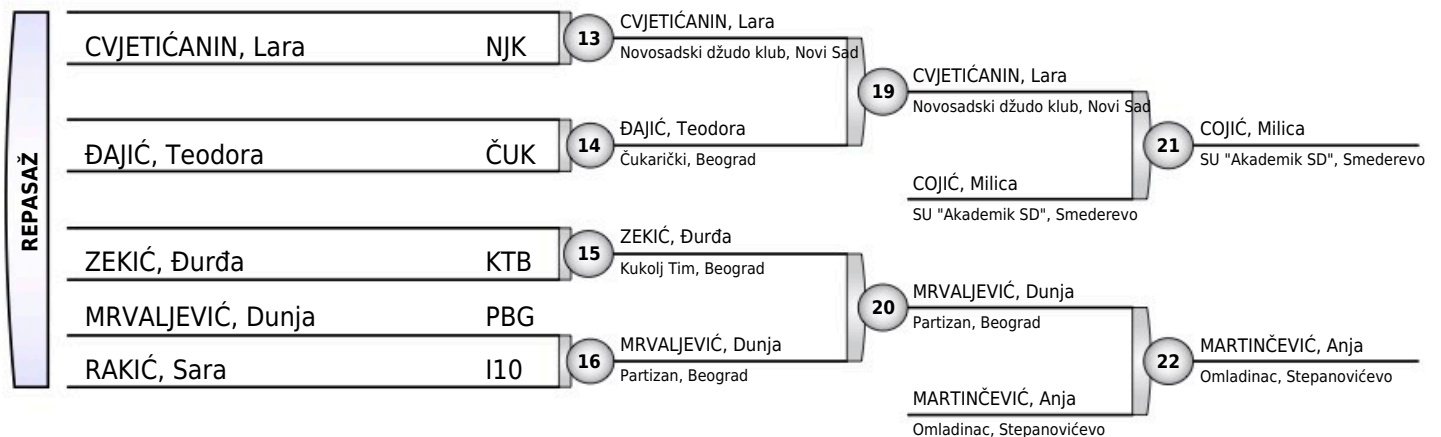 REPASAŽ
CVJETIĆANIN, Lara NJK
13
CVJETIĆANIN, Lara
Novosadski džudo klub, Novi Sad
ĐAJIĆ, Teodora ČUK
14
ĐAJIĆ, Teodora
Čukarički, Beograd
19
CVJETIĆANIN, Lara
Novosadski džudo klub, Novi Sad
COJIĆ, Milica
SU "Akademik SD", Smederevo
21
COJIĆ, Milica
SU "Akademik SD", Smederevo
ZEKIĆ, Đurđa KTB
15
ZEKIĆ, Đurđa
Kukolj Tim, Beograd
MRVALJEVIĆ, Dunja PBG
RAKIĆ, Sara I10
16
MRVALJEVIĆ, Dunja
Partizan, Beograd
20
MRVALJEVIĆ, Dunja
Partizan, Beograd
MARTINČEVIĆ, Anja
Omladinac, Stepanovićevo
22
MARTINČEVIĆ, Anja
Omladinac, Stepanovićevo